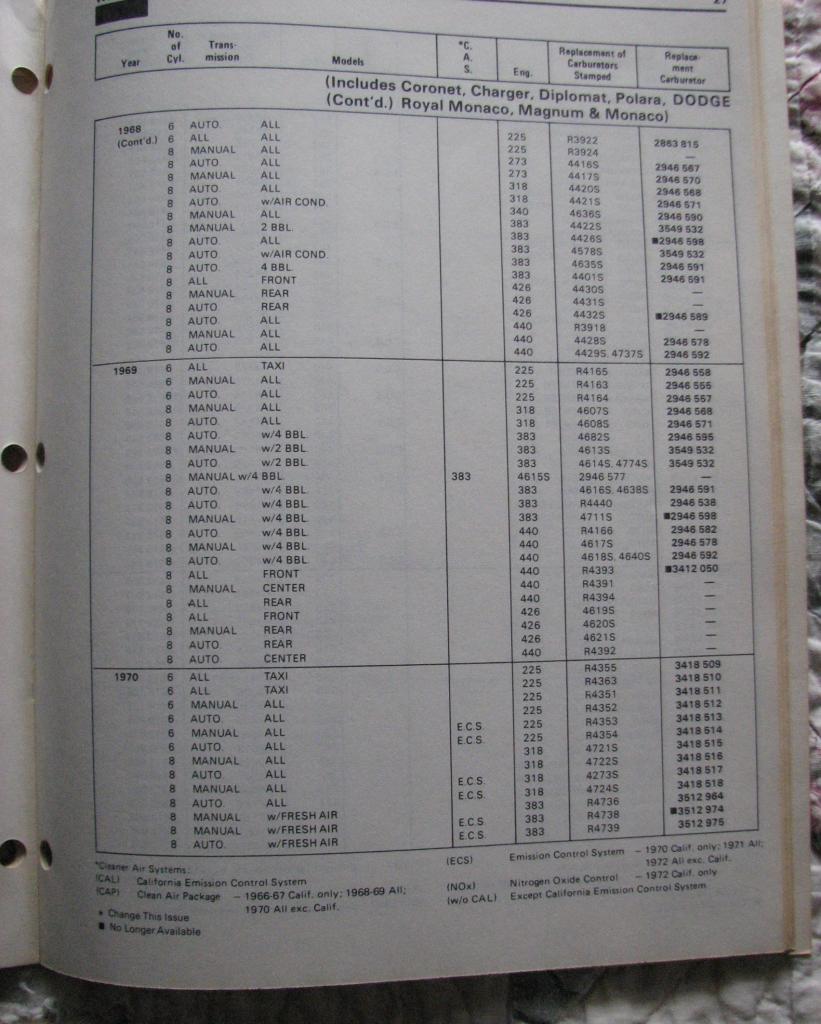 27
Year No. of Cyl. Trans-mission Models *C. A. S. Eng. Replacement of Carburetors Stamped Replace-ment Carburetor
(Includes Coronet, Charger, Diplomat, Polara, DODGE
(Cont'd.) Royal Monaco, Magnum & Monaco)
1968 6 AUTO. ALL 225 R3922 2863 815
(Cont'd.) 6 ALL ALL 225 R3924 —
8 MANUAL ALL 273 4416S 2946 567
8 AUTO. ALL 273 4417S 2946 570
8 MANUAL ALL 318 4420S 2946 568
8 AUTO. ALL 318 4421S 2946 571
8 AUTO. w/AIR COND. 340 4636S 2946 590
8 MANUAL ALL 383 4422S 3549 532
8 MANUAL 2 BBL. 383 4426S ■2946 598
8 AUTO. ALL 383 4578S 3549 532
8 AUTO. w/AIR COND. 383 4635S 2946 591
8 AUTO. 4 BBL. 383 4401S 2946 591
8 ALL FRONT 426 4430S —
8 MANUAL REAR 426 4431S —
8 AUTO. REAR 426 4432S ■2946 589
8 AUTO. ALL 440 R3918 —
8 MANUAL ALL 440 4428S 2946 578
8 AUTO. ALL 440 4429S, 4737S 2946 592
1969 6 ALL TAXI 225 R4165 2946 558
6 MANUAL ALL 225 R4163 2946 555
6 AUTO. ALL 225 R4164 2946 557
8 MANUAL ALL 318 4607S 2946 568
8 AUTO. ALL 318 4608S 2946 571
8 AUTO. w/4 BBL. 383 4682S 2946 595
8 MANUAL w/2 BBL. 383 4613S 3549 532
8 AUTO. w/2 BBL. 383 4614S, 4774S 3549 532
8 MANUAL w/4 BBL. 383 4615S 2946 577 —
8 AUTO. w/4 BBL. 383 4616S, 4638S 2946 591
8 AUTO. w/4 BBL. 383 R4440 2946 538
8 MANUAL w/4 BBL. 383 4711S ■2946 598
8 AUTO. w/4 BBL. 440 R4166 2946 582
8 MANUAL w/4 BBL. 440 4617S 2946 578
8 AUTO. w/4 BBL. 440 4618S, 4640S 2946 592
8 ALL FRONT 440 R4393 ■3412 050
8 MANUAL CENTER 440 R4391 —
8 ALL REAR 440 R4394 —
8 ALL FRONT 426 4619S —
8 MANUAL REAR 426 4620S —
8 AUTO. REAR 426 4621S —
8 AUTO. CENTER 440 R4392 —
1970 6 ALL TAXI 225 R4355 3418 509
6 ALL TAXI 225 R4363 3418 510
6 MANUAL ALL 225 R4351 3418 511
6 AUTO. ALL 225 R4352 3418 512
6 MANUAL ALL E.C.S. 225 R4353 3418 513
6 AUTO. ALL E.C.S. 225 R4354 3418 514
8 MANUAL ALL 318 4721S 3418 515
8 AUTO. ALL 318 4722S 3418 516
8 MANUAL ALL E.C.S. 318 4273S 3418 517
8 AUTO. ALL E.C.S. 318 4724S 3418 518
8 MANUAL w/FRESH AIR 383 R4736 3512 964
8 MANUAL w/FRESH AIR E.C.S. 383 R4738 ■3512 974
8 AUTO. w/FRESH AIR E.C.S. 383 R4739 3512 975
*Cleaner Air Systems:
(CAL) California Emission Control System
(CAP) Clean Air Package — 1966-67 Calif. only; 1968-69 All;
1970 All exc. Calif.
* Change This Issue
■ No Longer Available
(ECS) Emission Control System — 1970 Calif. only; 1971 All;
1972 All exc. Calif.
(NOx) Nitrogen Oxide Control — 1972 Calif. only
(w/o CAL) Except California Emission Control System